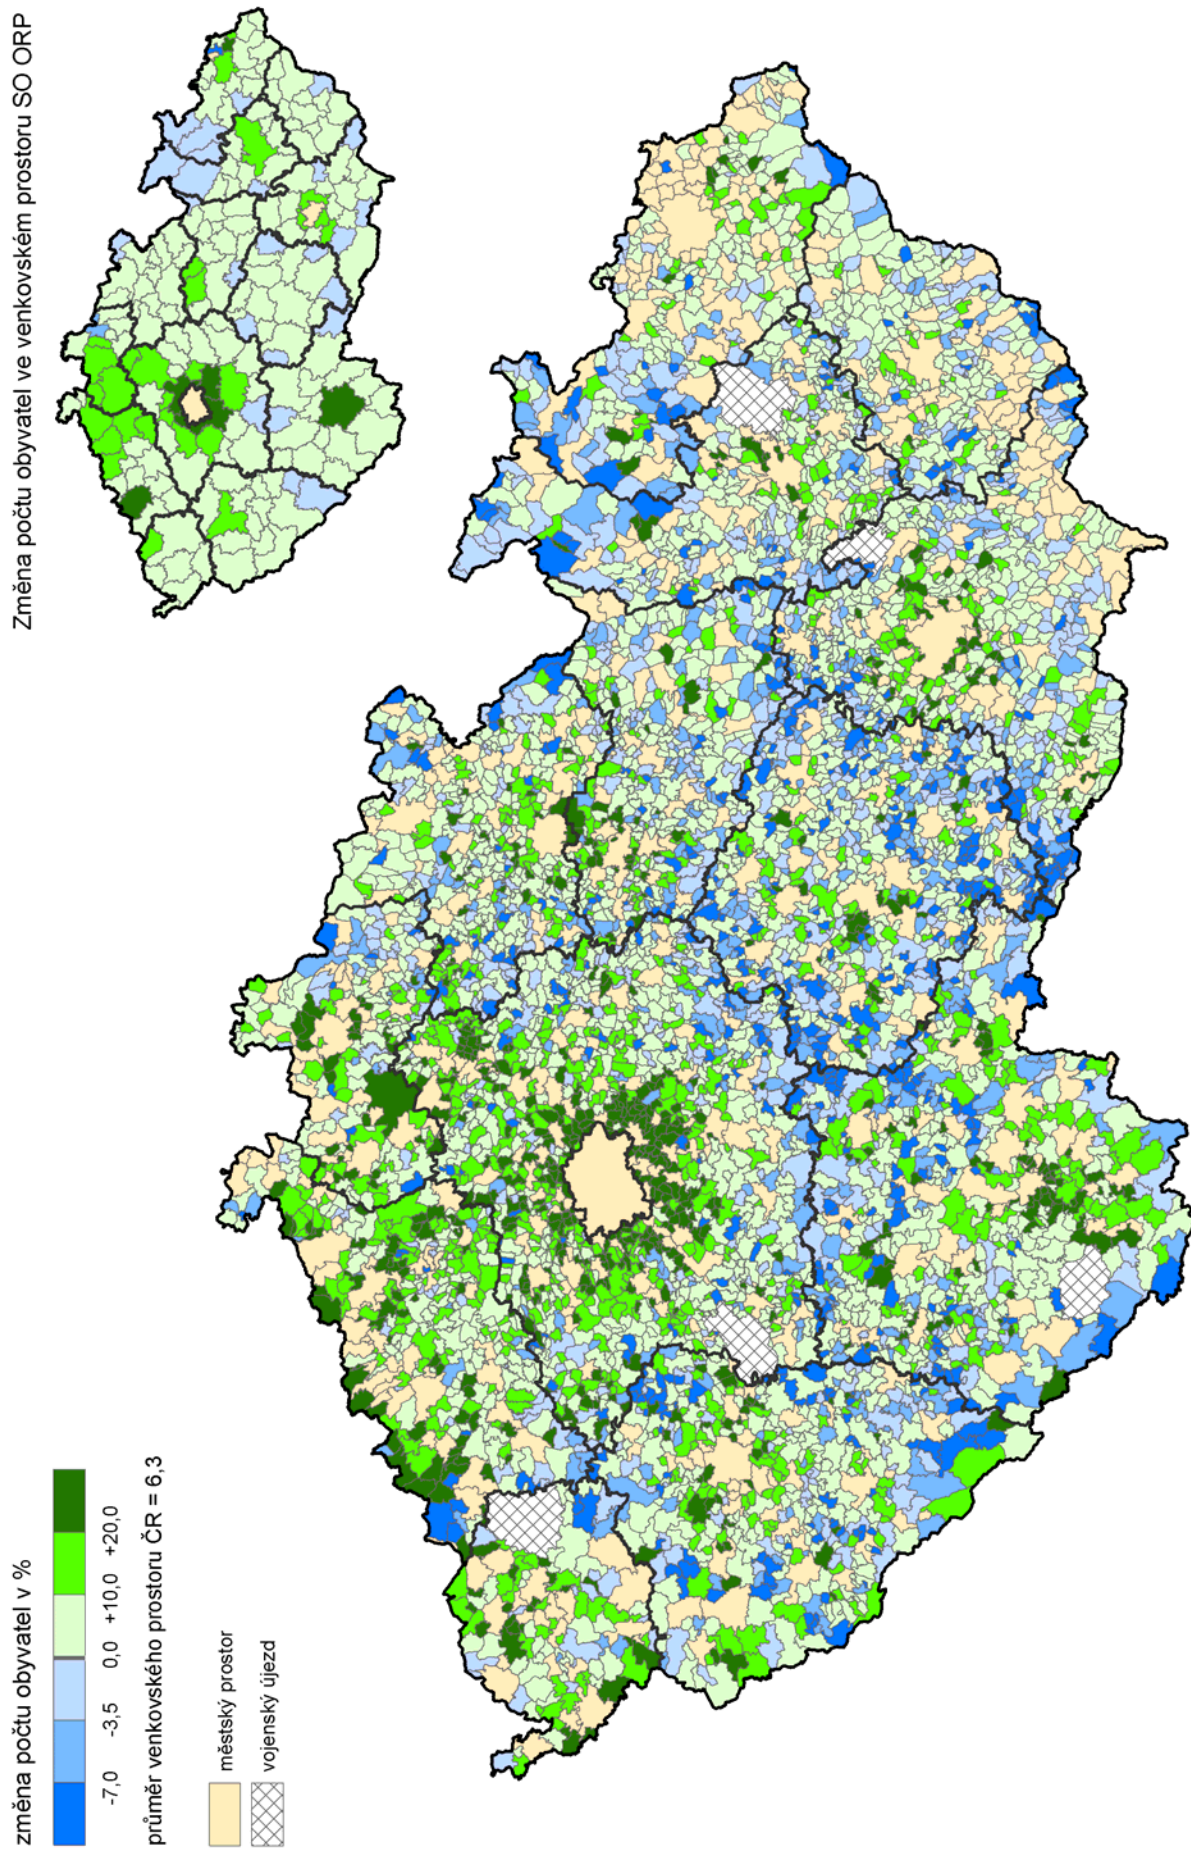 změna počtu obyvatel v %
-7,0 -3,5 0,0 +10,0 +20,0
průměr venkovského prostoru ČR = 6,3
městský prostor
vojenský újezd
Změna počtu obyvatel ve venkovském prostoru SO ORP